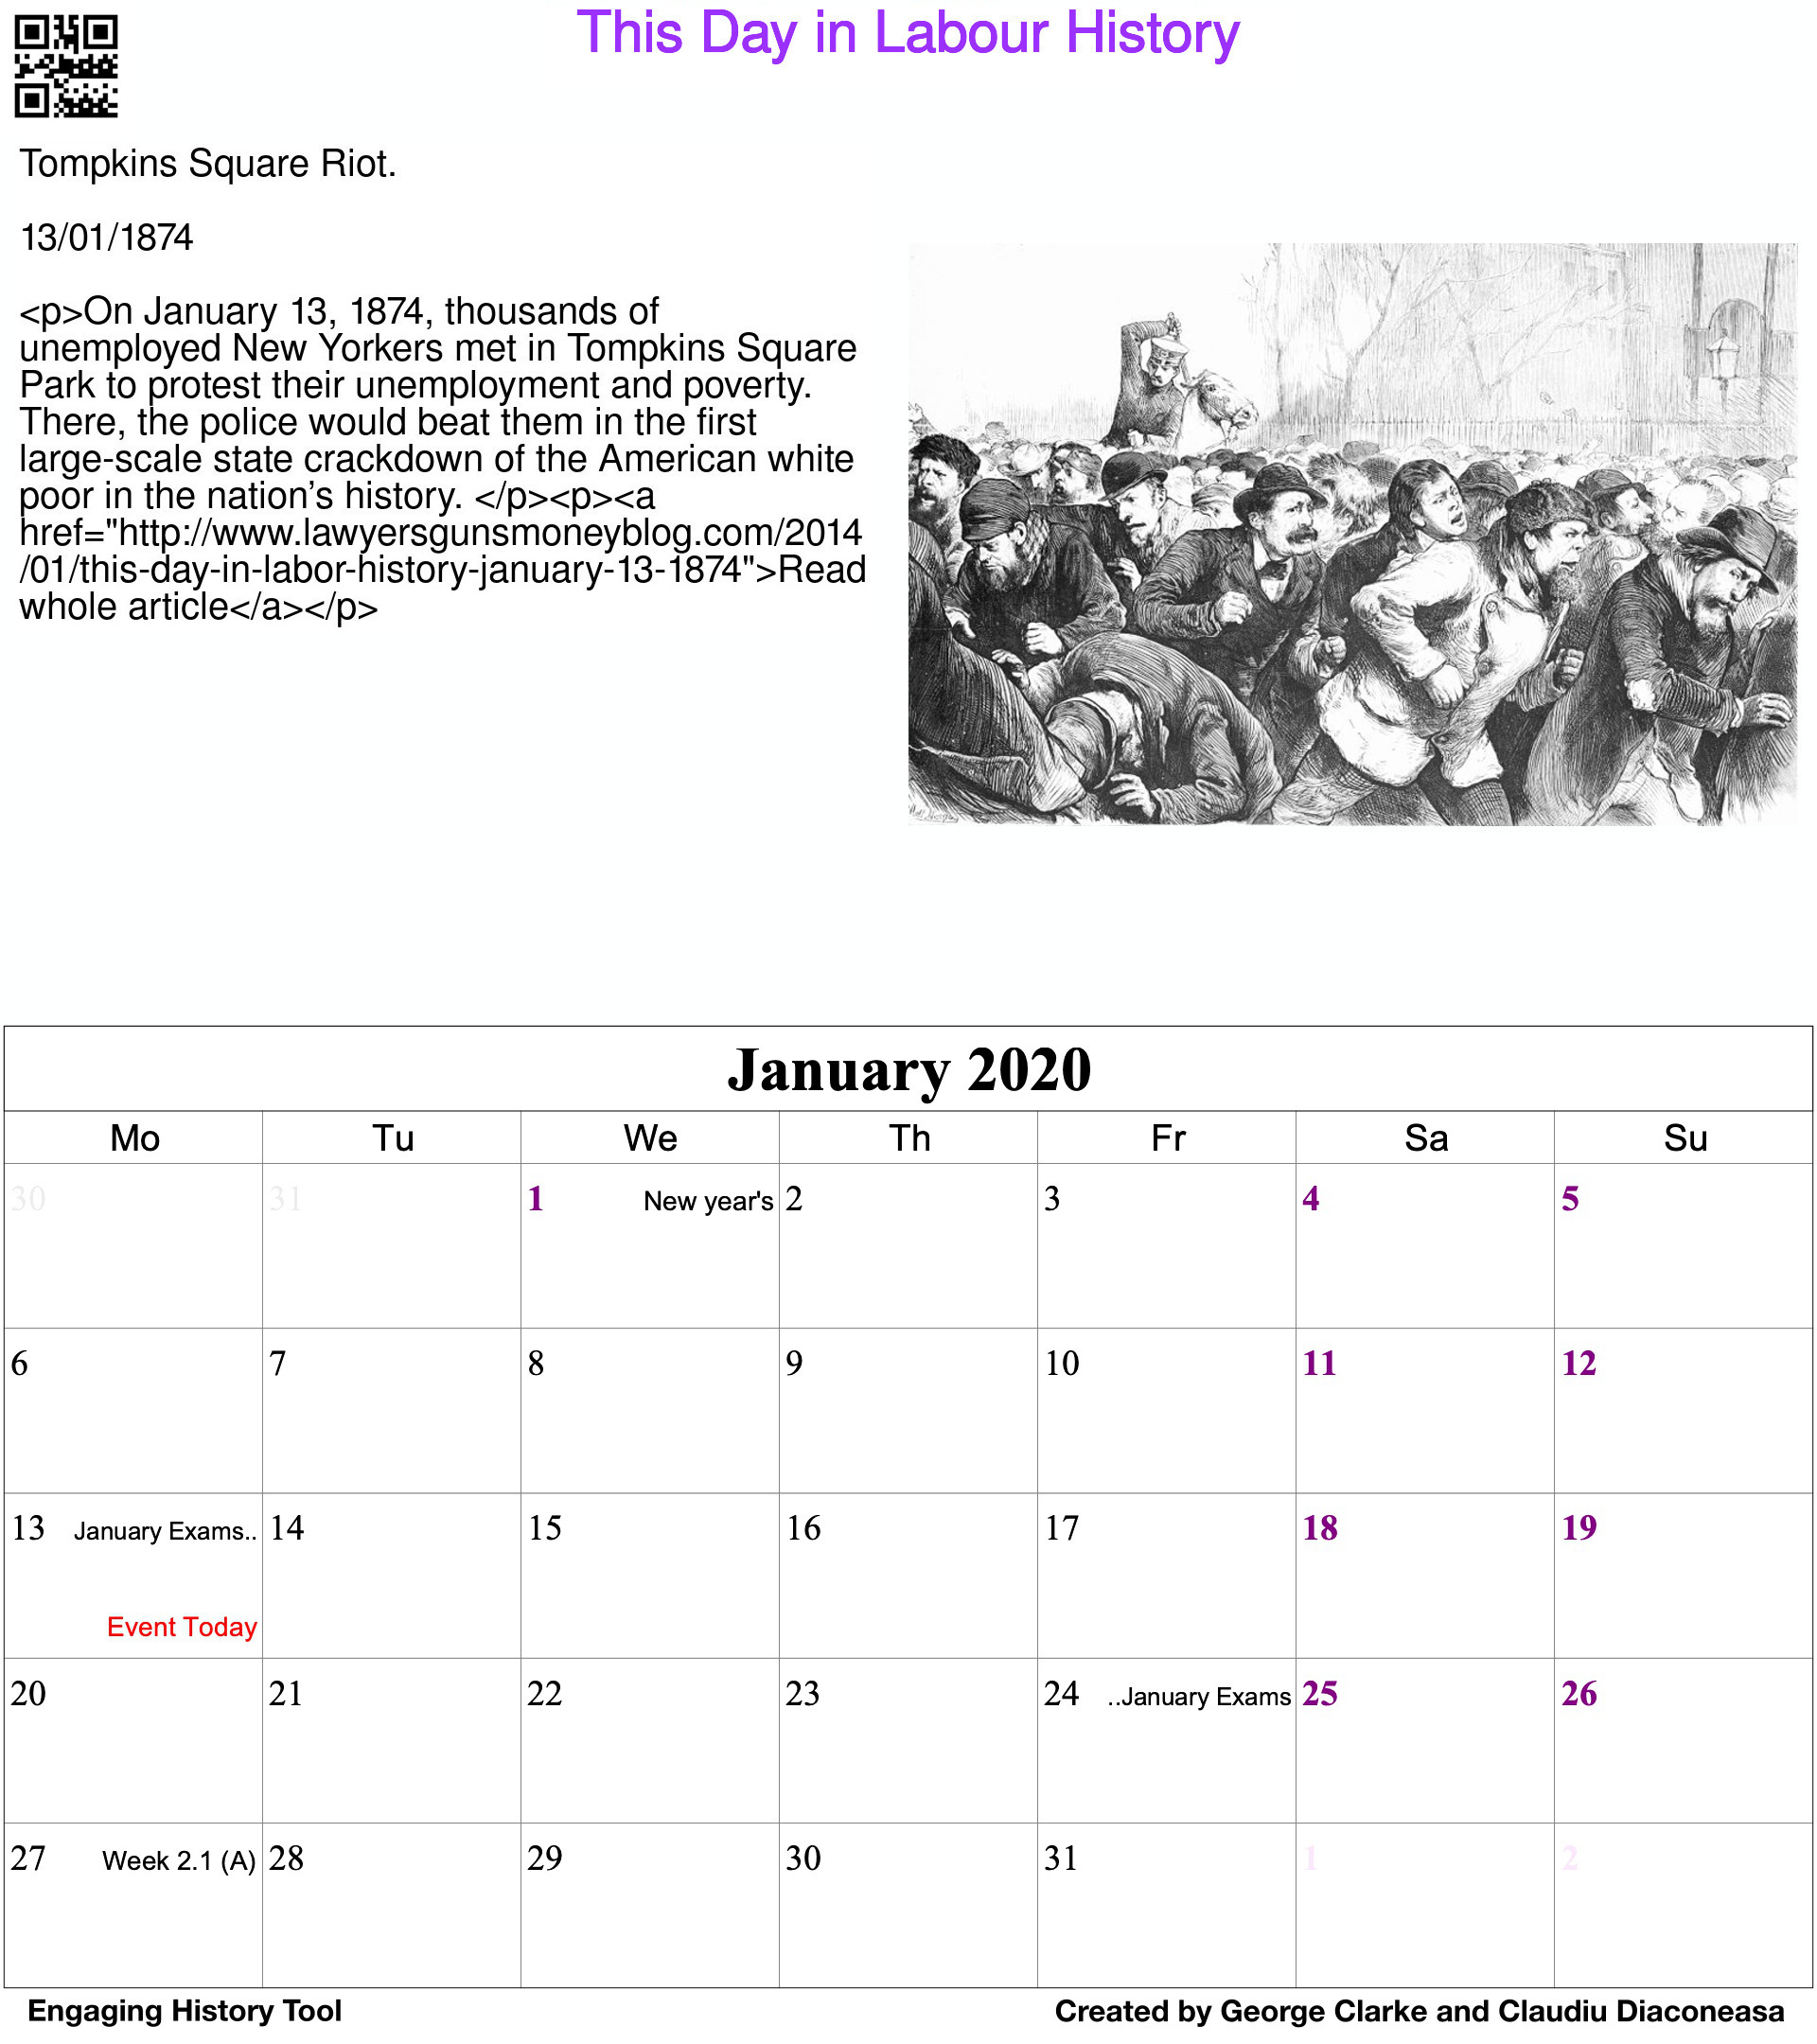 This Day in Labour History
Tompkins Square Riot.
13/01/1874
<p>On January 13, 1874, thousands of
unemployed New Yorkers met in Tompkins Square
Park to protest their unemployment and poverty.
There, the police would beat them in the first
large-scale state crackdown of the American white
poor in the nation’s history. </p><p><a
href="http://www.lawyersgunsmoneyblog.com/2014
/01/this-day-in-labor-history-january-13-1874">Read
whole article</a></p>
January 2020
Mo Tu We Th Fr Sa Su
30 31 1 New year's 2 3 4 5
6 7 8 9 10 11 12
13 January Exams.. 14 15 16 17 18 19
Event Today
20 21 22 23 24 ..January Exams 25 26
27 Week 2.1 (A) 28 29 30 31 1 2
Engaging History Tool Created by George Clarke and Claudiu Diaconeasa